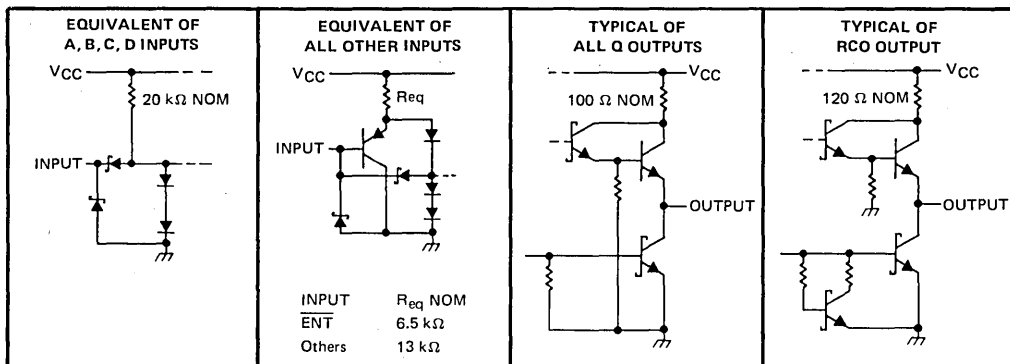 EQUIVALENT OF
A, B, C, D INPUTS
VCC
20 kΩ NOM
INPUT
EQUIVALENT OF
ALL OTHER INPUTS
VCC
Req
INPUT
INPUT Req NOM
ENT 6.5 kΩ
Others 13 kΩ
TYPICAL OF
ALL Q OUTPUTS
VCC
100 Ω NOM
OUTPUT
TYPICAL OF
RCO OUTPUT
VCC
120 Ω NOM
OUTPUT